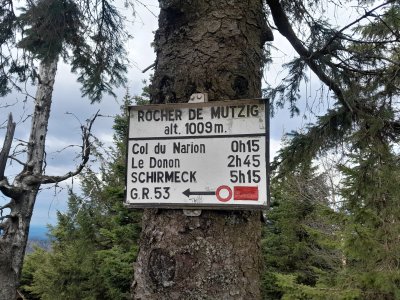 ROCHER DE MUTZIG
alt. 1009m.
Col du Narion 0h15
Le Donon 2h45
SCHIRMECK 5h15
G.R.53